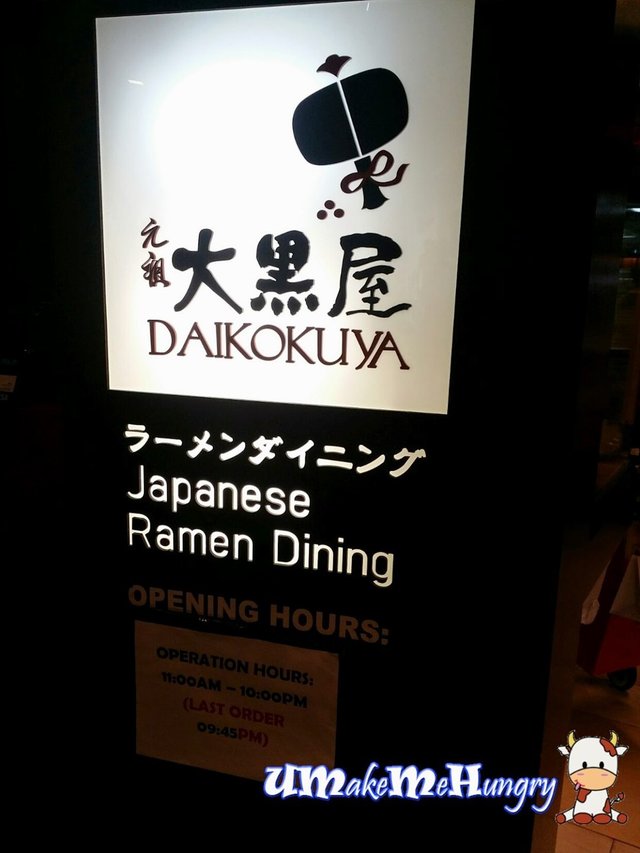 元祖
大黒屋
DAIKOKUYA
ラーメンダイニング
Japanese
Ramen Dining
OPENING HOURS:
OPERATION HOURS:
11:00AM – 10:00PM
(LAST ORDER
09:45PM)
UMakeMeHungry